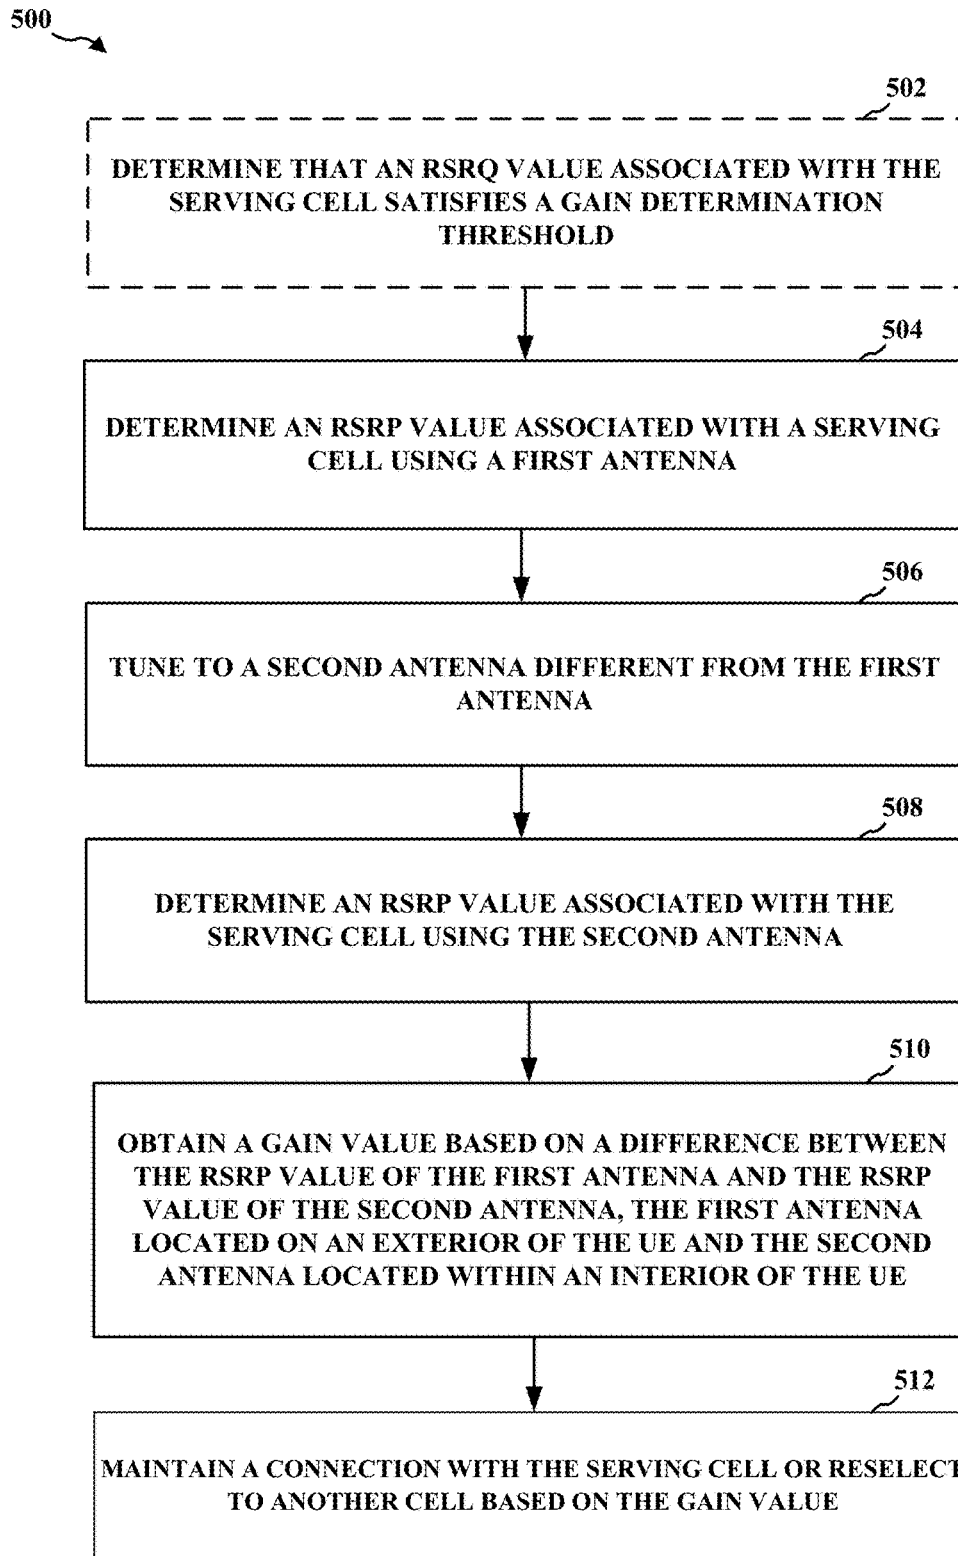 500
502
DETERMINE THAT AN RSRQ VALUE ASSOCIATED WITH THE
SERVING CELL SATISFIES A GAIN DETERMINATION
THRESHOLD
504
DETERMINE AN RSRP VALUE ASSOCIATED WITH A SERVING
CELL USING A FIRST ANTENNA
506
TUNE TO A SECOND ANTENNA DIFFERENT FROM THE FIRST
ANTENNA
508
DETERMINE AN RSRP VALUE ASSOCIATED WITH THE
SERVING CELL USING THE SECOND ANTENNA
510
OBTAIN A GAIN VALUE BASED ON A DIFFERENCE BETWEEN
THE RSRP VALUE OF THE FIRST ANTENNA AND THE RSRP
VALUE OF THE SECOND ANTENNA, THE FIRST ANTENNA
LOCATED ON AN EXTERIOR OF THE UE AND THE SECOND
ANTENNA LOCATED WITHIN AN INTERIOR OF THE UE
512
MAINTAIN A CONNECTION WITH THE SERVING CELL OR RESELECT
TO ANOTHER CELL BASED ON THE GAIN VALUE